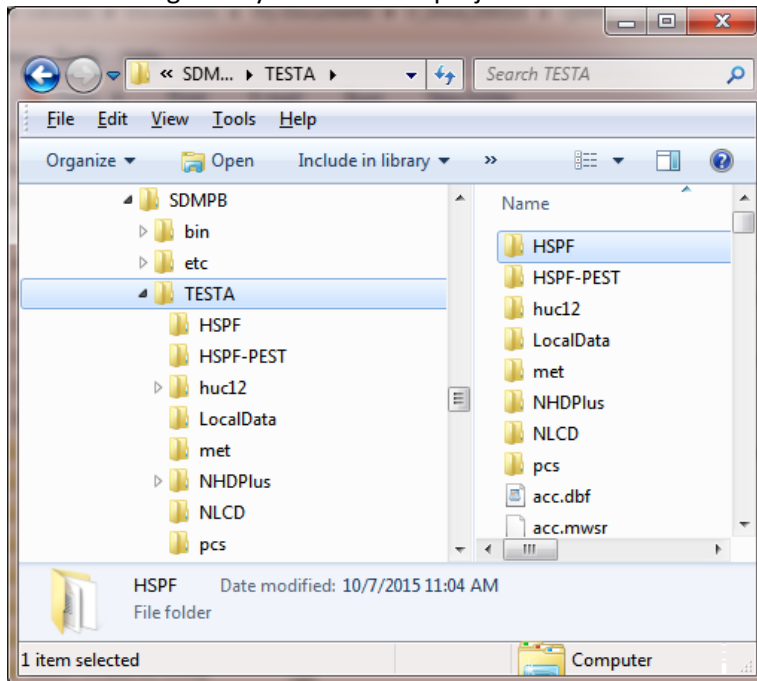 « SDM... ▸ TESTA ▸ Search TESTA
File Edit View Tools Help
Organize Open Include in library »
SDMPB
bin
etc
TESTA
HSPF
HSPF-PEST
huc12
LocalData
met
NHDPlus
NLCD
pcs
Name
HSPF
HSPF-PEST
huc12
LocalData
met
NHDPlus
NLCD
pcs
acc.dbf
acc.mwsr
HSPF Date modified: 10/7/2015 11:04 AM
File folder
1 item selected Computer